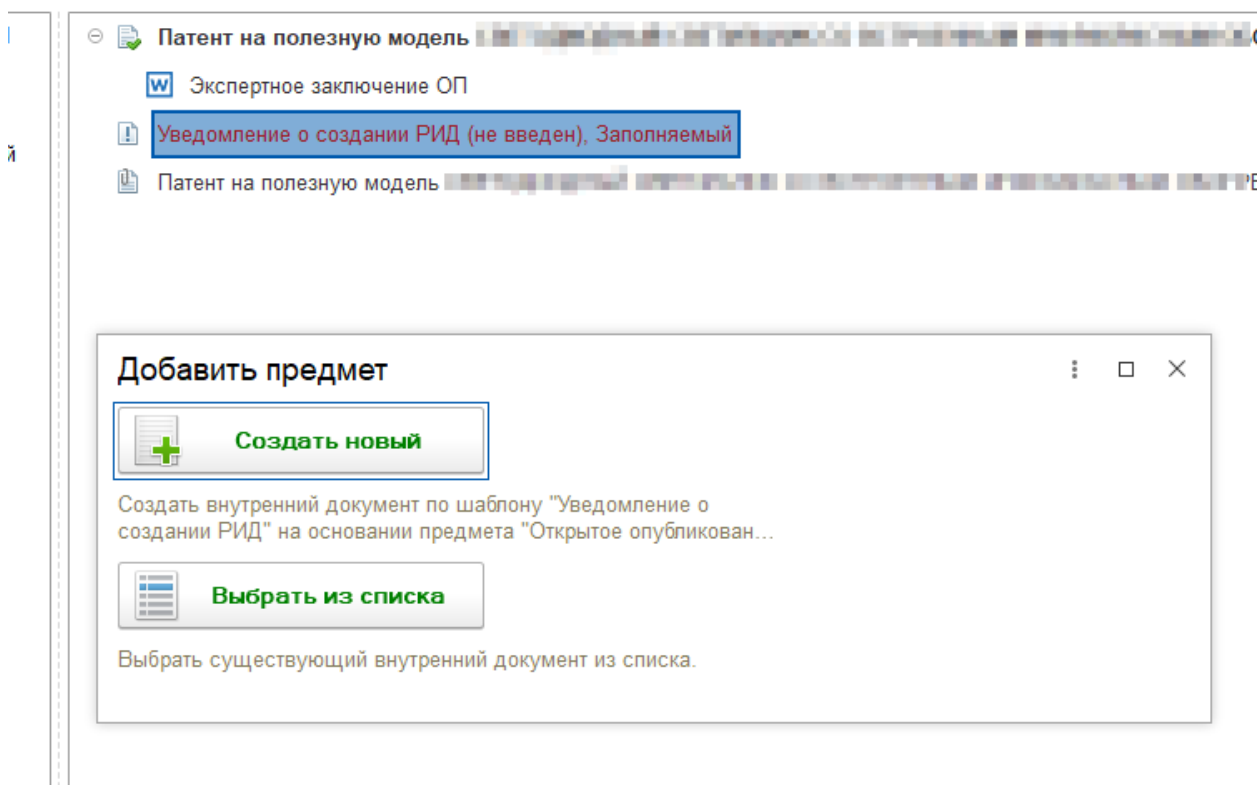 Патент на полезную модель
Экспертное заключение ОП
Уведомление о создании РИД (не введен), Заполняемый
й
Патент на полезную модель
Добавить предмет
Создать новый
Создать внутренний документ по шаблону "Уведомление о
создании РИД" на основании предмета "Открытое опубликован...
Выбрать из списка
Выбрать существующий внутренний документ из списка.